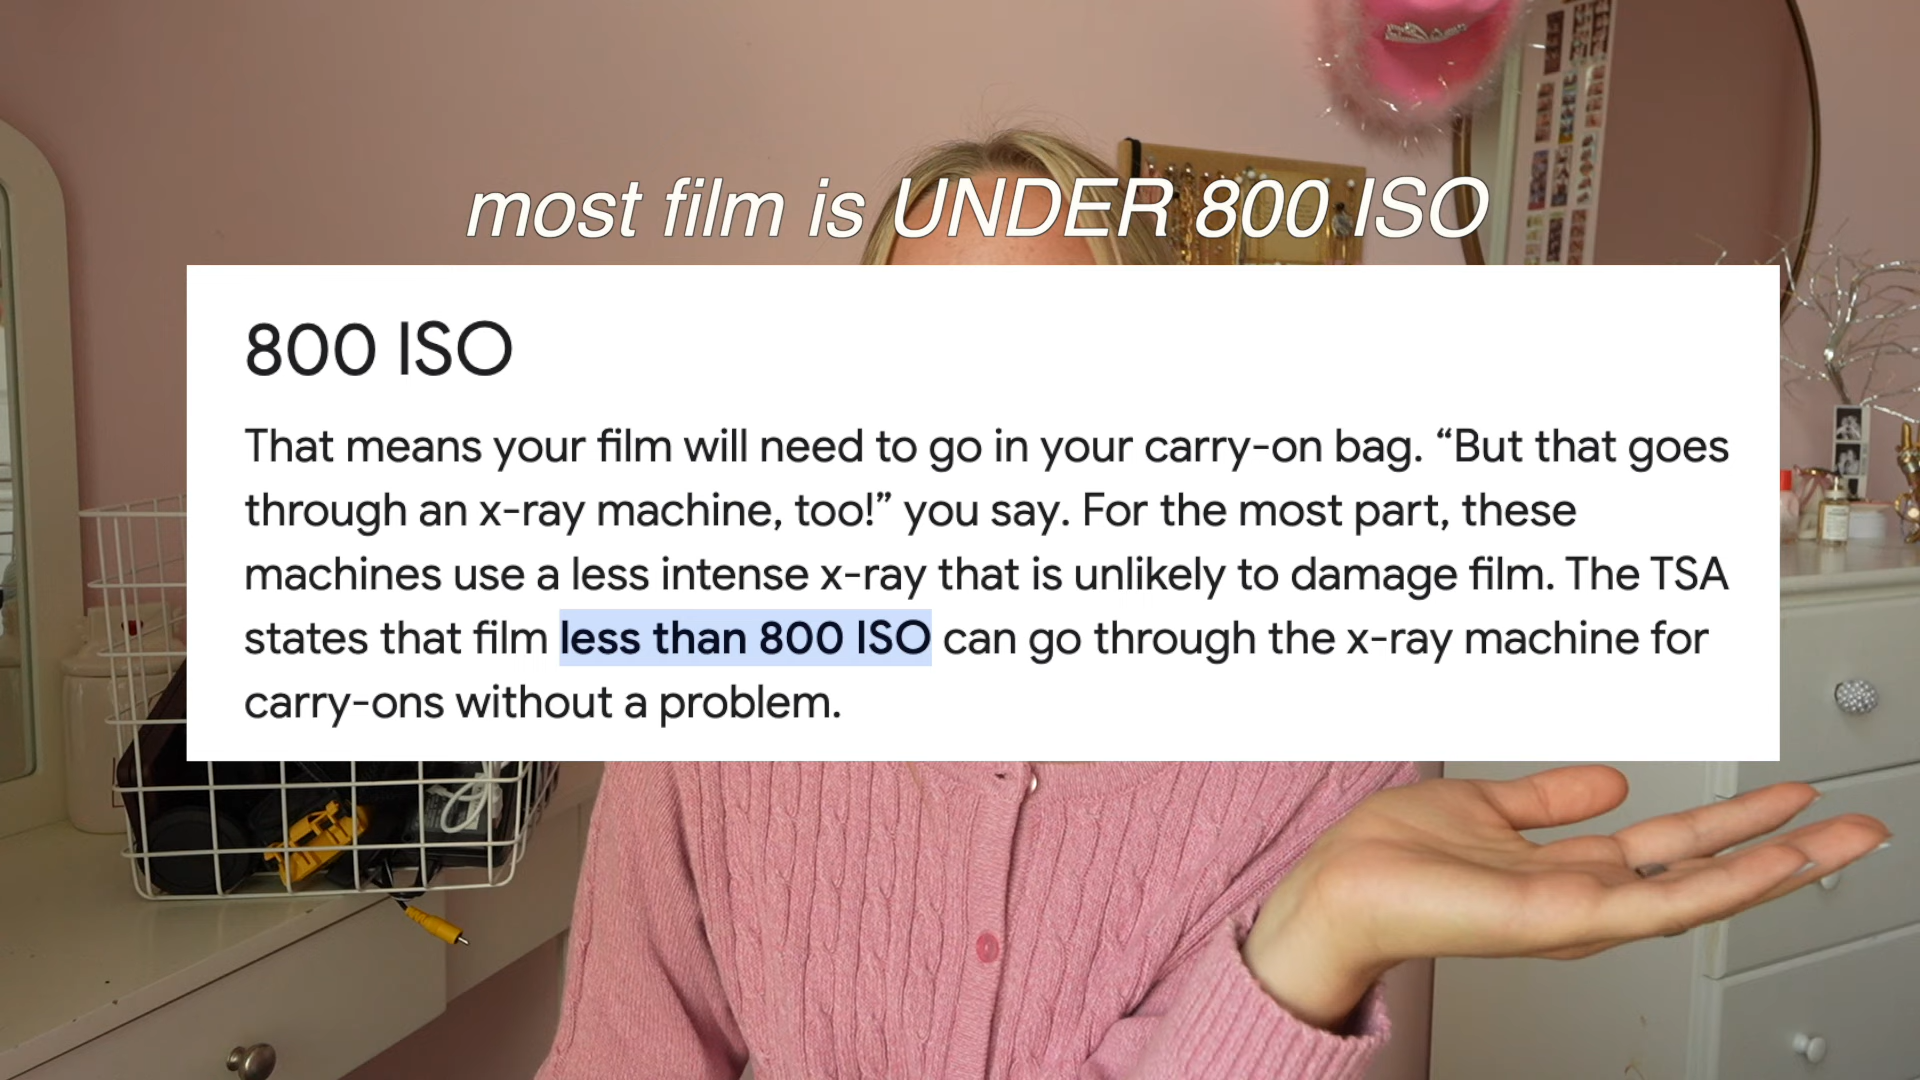 most film is UNDER 800 ISO
800 ISO
That means your film will need to go in your carry-on bag. “But that goes
through an x-ray machine, too!” you say. For the most part, these
machines use a less intense x-ray that is unlikely to damage film. The TSA
states that film less than 800 ISO can go through the x-ray machine for
carry-ons without a problem.